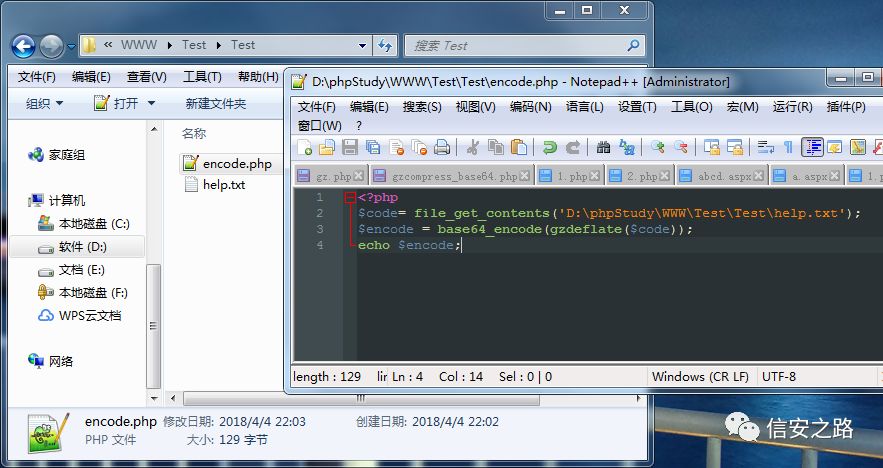 « WWW ▸ Test ▸ Test
搜索 Test
文件(F) 编辑(E) 查看(V) 工具(T) 帮助(H)
组织 打开 新建文件夹
家庭组
计算机
本地磁盘 (C:)
软件 (D:)
文档 (E:)
本地磁盘 (F:)
WPS云文档
网络
名称
encode.php
help.txt
D:\phpStudy\WWW\Test\Test\encode.php - Notepad++ [Administrator]
文件(F) 编辑(E) 搜索(S) 视图(V) 编码(N) 语言(L) 设置(T) 工具(O) 宏(M) 运行(R) 插件(P)
窗口(W) ?
gz.php gzcompress_base64.php 1.php 2.php abcd.aspx a.aspx 1.p
1 <?php
2 $code= file_get_contents('D:\phpStudy\WWW\Test\Test\help.txt');
3 $encode = base64_encode(gzdeflate($code));
4 echo $encode;
length : 129 lir Ln : 4 Col : 14 Sel : 0 | 0 Windows (CR LF) UTF-8
encode.php 修改日期: 2018/4/4 22:03 创建日期: 2018/4/4 22:02
PHP 文件 大小: 129 字节
信安之路